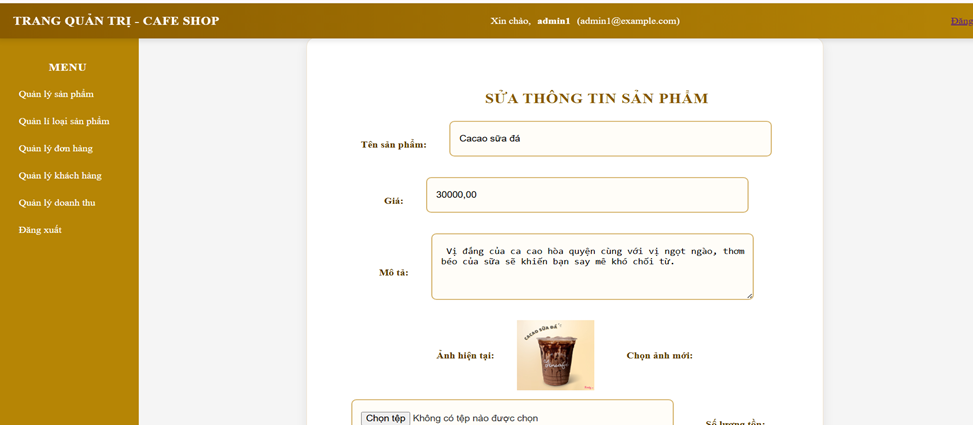 TRANG QUẢN TRỊ - CAFE SHOP
Xin chào, admin1 (admin1@example.com)
Đăng
MENU
Quản lý sản phẩm
Quản lí loại sản phẩm
Quản lý đơn hàng
Quản lý khách hàng
Quản lý doanh thu
Đăng xuất
SỬA THÔNG TIN SẢN PHẨM
Tên sản phẩm:
Cacao sữa đá
Giá:
30000,00
Mô tả:
Vị đắng của ca cao hòa quyện cùng với vị ngọt ngào, thơm
béo của sữa sẽ khiến bạn say mê khó chối từ.
Ảnh hiện tại:
CACAO SỮA ĐÁ
Chọn ảnh mới:
Chọn tệp Không có tệp nào được chọn
Số lượng tồn: